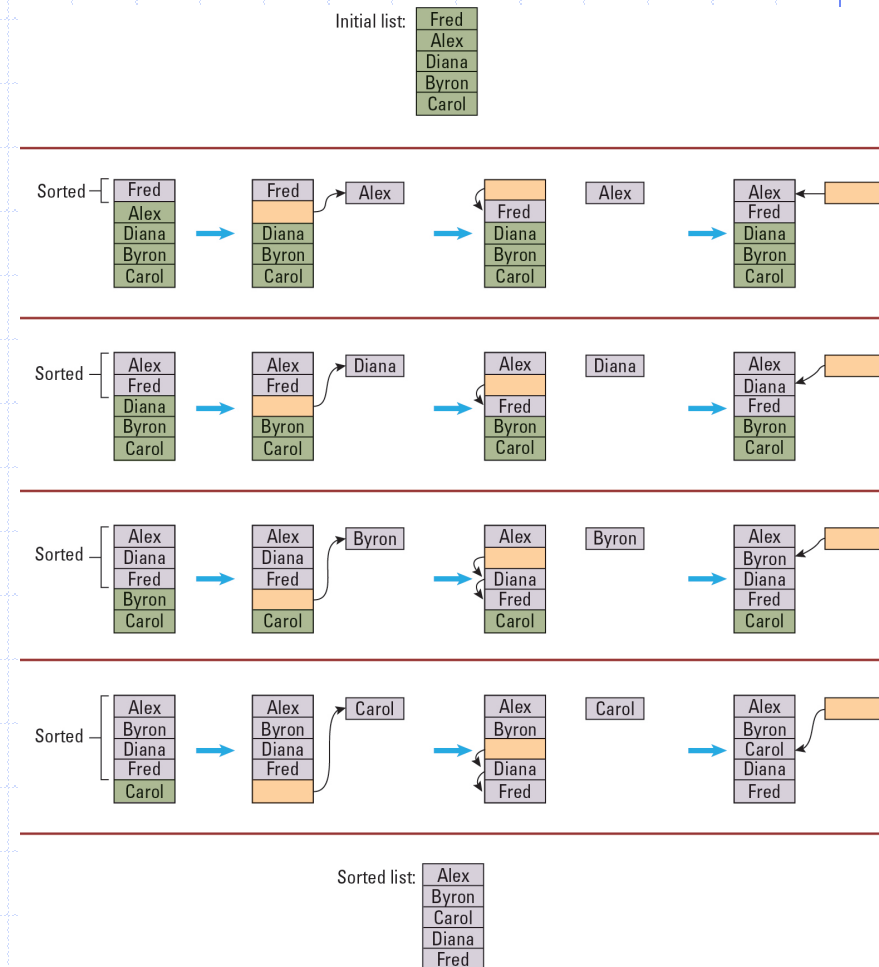 Initial list:
Fred
Alex
Diana
Byron
Carol
Sorted
Fred
Alex
Diana
Byron
Carol
Fred
Diana
Byron
Carol
Alex
Fred
Diana
Byron
Carol
Alex
Alex
Fred
Diana
Byron
Carol
Sorted
Alex
Fred
Diana
Byron
Carol
Alex
Fred
Byron
Carol
Diana
Alex
Fred
Byron
Carol
Diana
Alex
Diana
Fred
Byron
Carol
Sorted
Alex
Diana
Fred
Byron
Carol
Alex
Diana
Fred
Carol
Byron
Alex
Diana
Fred
Carol
Byron
Alex
Byron
Diana
Fred
Carol
Sorted
Alex
Byron
Diana
Fred
Carol
Alex
Byron
Diana
Fred
Carol
Alex
Byron
Diana
Fred
Carol
Alex
Byron
Carol
Diana
Fred
Sorted list:
Alex
Byron
Carol
Diana
Fred